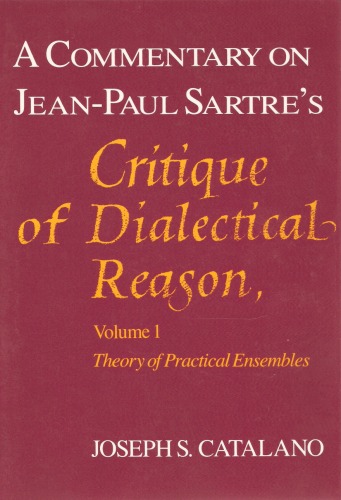 A COMMENTARY ON
JEAN-PAUL SARTRE'S
Critique
of Dialectical
Reason,
Volume 1
Theory of Practical Ensembles
JOSEPH S. CATALANO